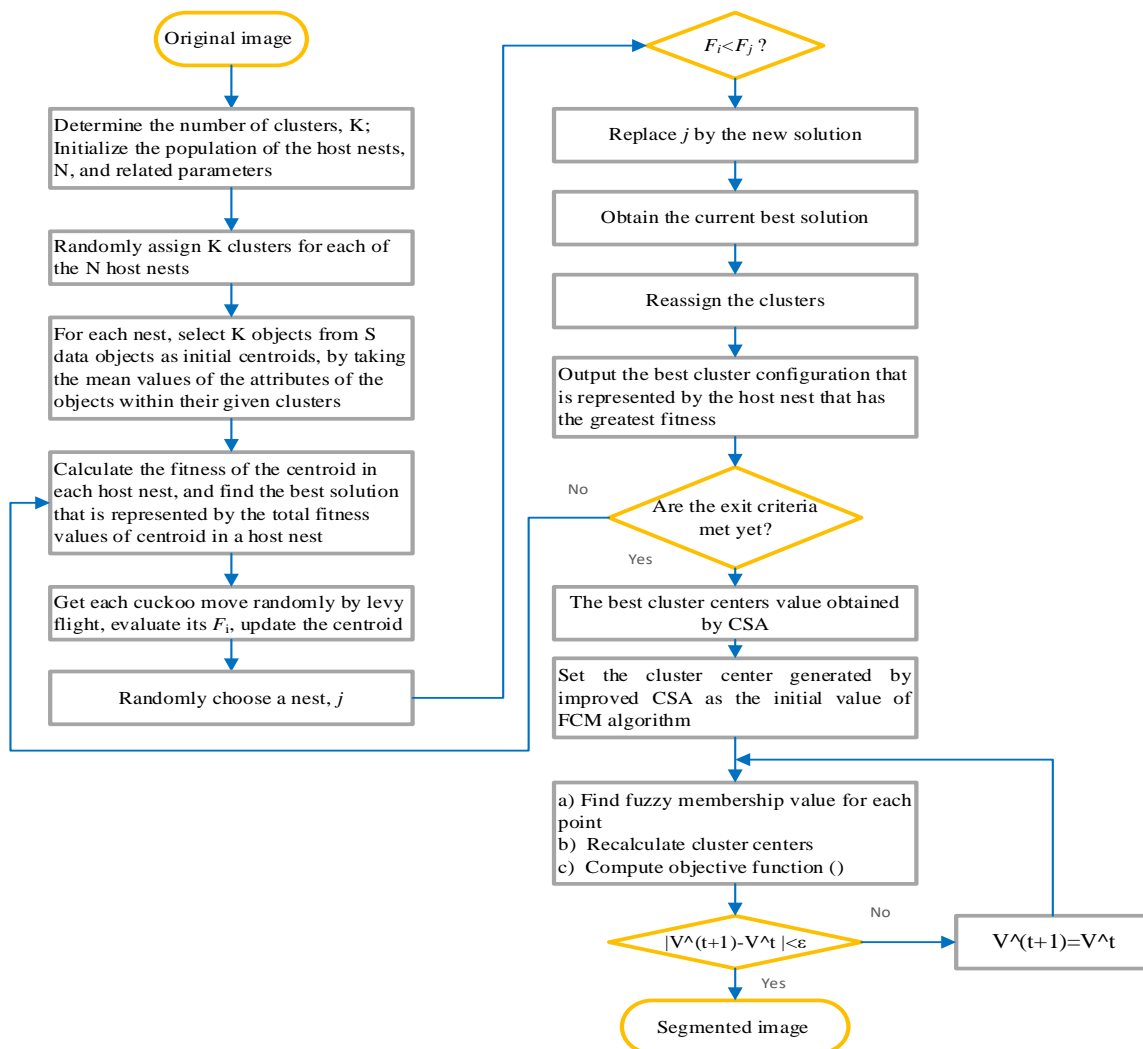 Original image
Determine the number of clusters, K;
Initialize the population of the host nests,
N, and related parameters
Randomly assign K clusters for each of
the N host nests
For each nest, select K objects from S
data objects as initial centroids, by taking
the mean values of the attributes of the
objects within their given clusters
Calculate the fitness of the centroid in
each host nest, and find the best solution
that is represented by the total fitness
values of centroid in a host nest
Get each cuckoo move randomly by levy
flight, evaluate its Fi, update the centroid
Randomly choose a nest, j
Fi<Fj ?
Replace j by the new solution
Obtain the current best solution
Reassign the clusters
Output the best cluster configuration that
is represented by the host nest that has
the greatest fitness
No
Are the exit criteria
met yet?
Yes
The best cluster centers value obtained
by CSA
Set the cluster center generated by
improved CSA as the initial value of
FCM algorithm
a) Find fuzzy membership value for each
point
b) Recalculate cluster centers
c) Compute objective function ()
|V^(t+1)-V^t |<ε
No
V^(t+1)=V^t
Yes
Segmented image